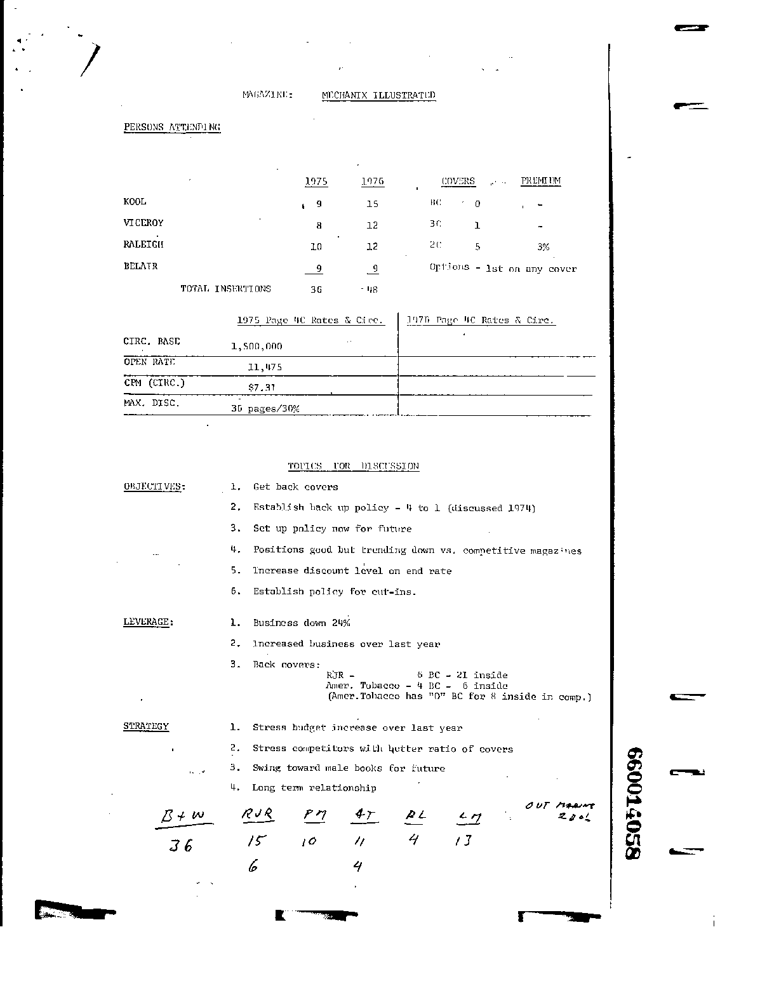 7
MAGAZINE: MECHANIX ILLUSTRATED
PERSONS ATTENDING
1975 1976 COVERS PREMIUM
KOOL 9 15 BC 0 -
VICEROY 8 12 3C 1 -
RALEIGH 10 12 2C 5 3%
BELAIR 9 9 Options - 1st on any cover
TOTAL INSERTIONS 36 48
1975 Page 4C Rates & Circ. 1976 Page 4C Rates & Circ.
CIRC. BASE 1,500,000
OPEN RATE 11,475
CPM (CIRC.) $7.31
MAX. DISC. 36 pages/30%
TOPICS FOR DISCUSSION
OBJECTIVES: 1. Get back covers
2. Establish back up policy - 4 to 1 (discussed 1974)
3. Set up policy now for future
4. Positions good but trending down vs. competitive magazines
5. Increase discount level on end rate
6. Establish policy for cut-ins.
LEVERAGE: 1. Business down 24%
2. Increased business over last year
3. Back covers:
RJR - 6 BC - 21 inside
Amer. Tobacco - 4 BC - 6 inside
(Amer.Tobacco has "0" BC for 8 inside in comp.)
STRATEGY 1. Stress budget increase over last year
2. Stress competitors with better ratio of covers
3. Swing toward male books for future
4. Long term relationship
B+W RJR PM AT PL LM OUT
36 15 10 11 4 13
6 4
660014058